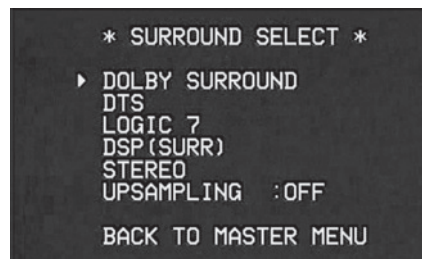 * SURROUND SELECT *
DOLBY SURROUND
DTS
LOGIC 7
DSP(SURR)
STEREO
UPSAMPLING :OFF
BACK TO MASTER MENU